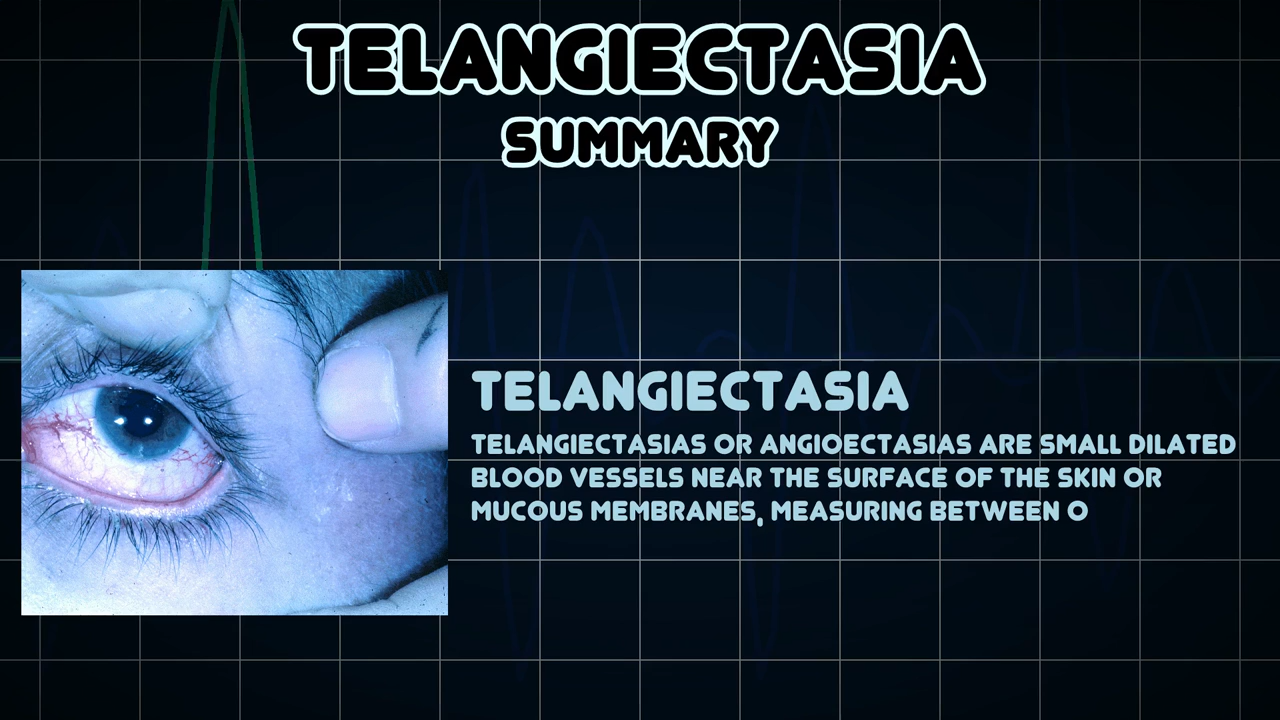 TELANGIECTASIA
SUMMARY
TELANGIECTASIA
TELANGIECTASIAS OR ANGIOECTASIAS ARE SMALL DILATED
BLOOD VESSELS NEAR THE SURFACE OF THE SKIN OR
MUCOUS MEMBRANES, MEASURING BETWEEN 0